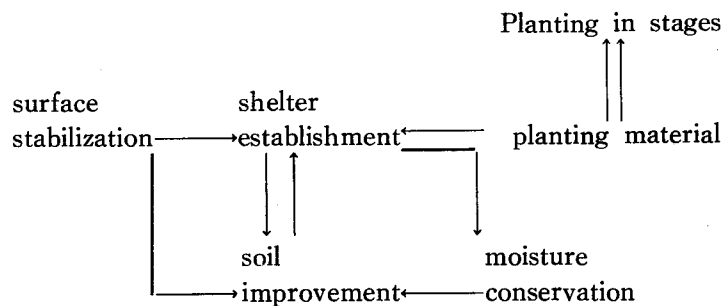 Planting in stages
surface
stabilization
shelter
establishment
planting material
soil
improvement
moisture
conservation